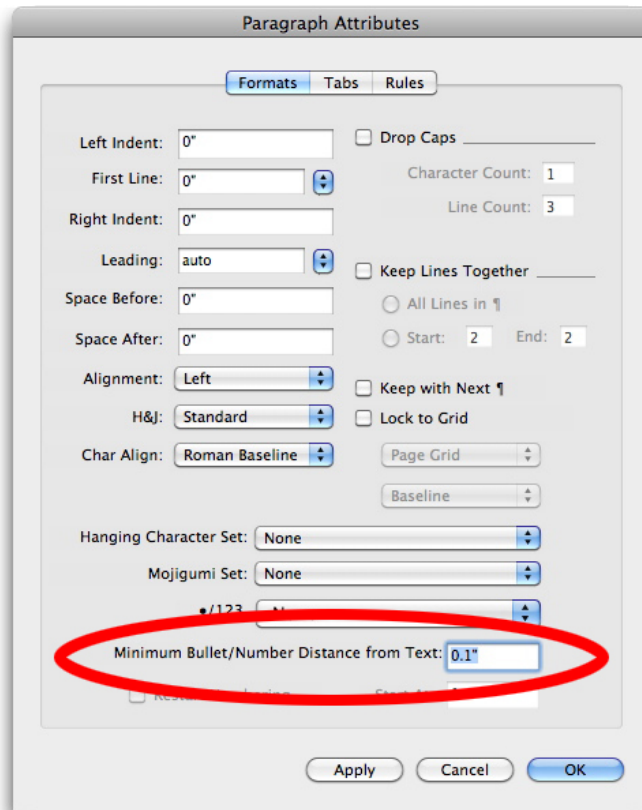 Paragraph Attributes
Formats Tabs Rules
Left Indent: 0"
First Line: 0"
Right Indent: 0"
Leading: auto
Space Before: 0"
Space After: 0"
Alignment: Left
H&J: Standard
Char Align: Roman Baseline
Drop Caps
Character Count: 1
Line Count: 3
Keep Lines Together
All Lines in ¶
Start: 2 End: 2
Keep with Next ¶
Lock to Grid
Page Grid
Baseline
Hanging Character Set: None
Mojigumi Set: None
•/123
Minimum Bullet/Number Distance from Text: 0.1"
Apply Cancel OK